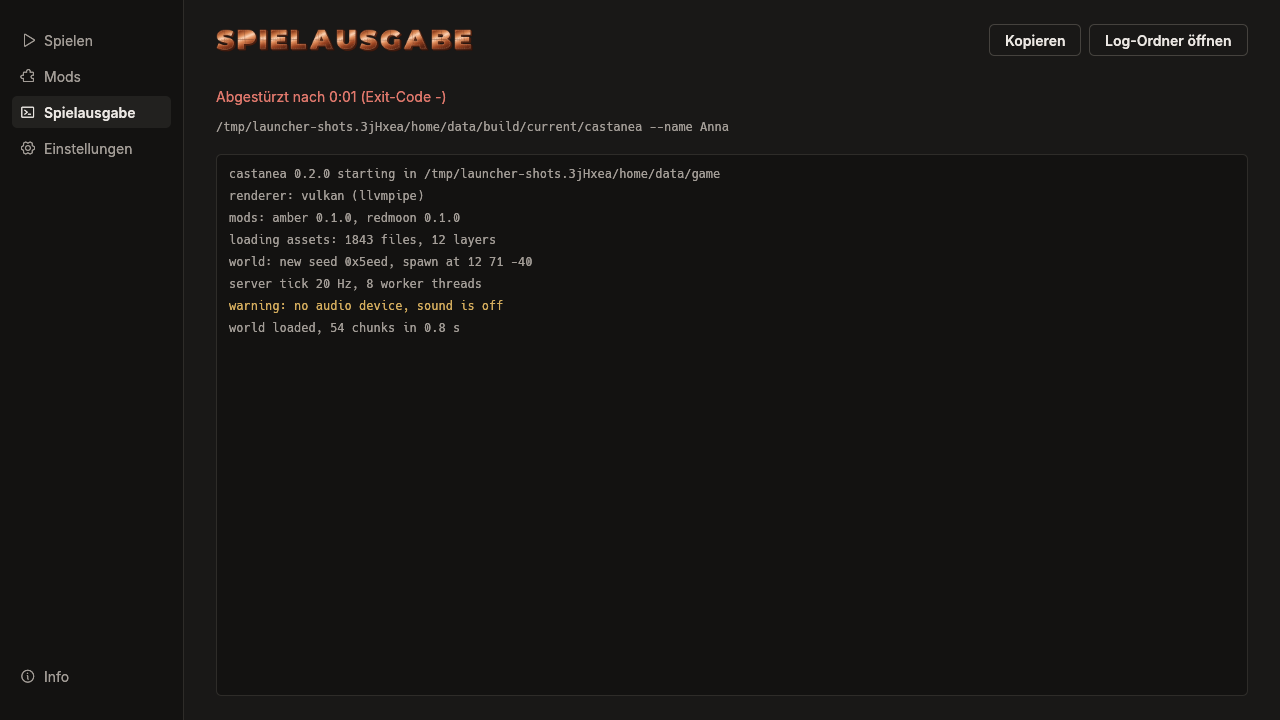 Spielen
Mods
Spielausgabe
Einstellungen
Info
SPIELAUSGABE
Kopieren
Log-Ordner öffnen
Abgestürzt nach 0:01 (Exit-Code -)
/tmp/launcher-shots.3jHxea/home/data/build/current/castanea --name Anna
castanea 0.2.0 starting in /tmp/launcher-shots.3jHxea/home/data/game
renderer: vulkan (llvmpipe)
mods: amber 0.1.0, redmoon 0.1.0
loading assets: 1843 files, 12 layers
world: new seed 0x5eed, spawn at 12 71 -40
server tick 20 Hz, 8 worker threads
warning: no audio device, sound is off
world loaded, 54 chunks in 0.8 s